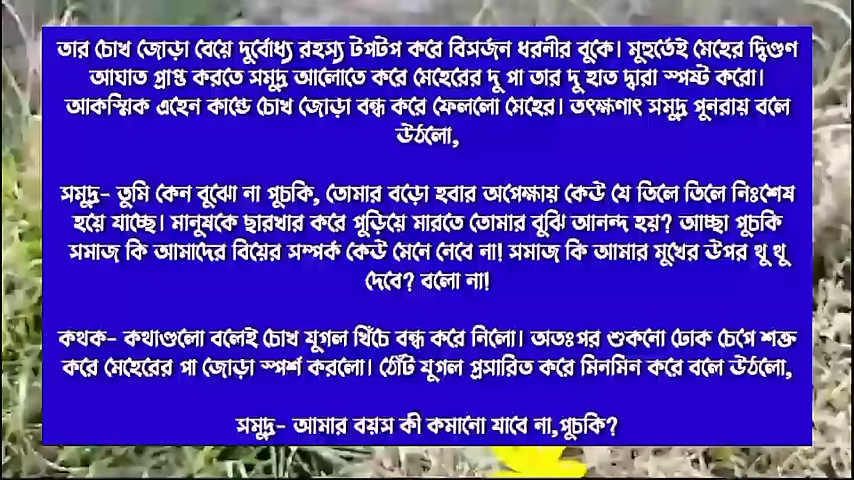 তার চোখ জোড়া বেয়ে দুর্বোধ্য রহস্য টপটপ করে বিসর্জন ধরনীর বুকে। মুহুর্তেই মেহের দ্বিগুণ
আঘাত প্রাপ্ত করতে সমুদ্র আলোতে করে মেহেরের দু পা তার দু হাত দ্বারা স্পষ্ট করো।
আকস্মিক এহেন কান্ডে চোখ জোড়া বন্ধ করে ফেললো মেহের। তৎক্ষণাৎ সমুদ্র পুনরায় বলে
উঠলো,
সমুদ্র- তুমি কেন বুঝো না পুচকি, তোমার বড়ো হবার অপেক্ষায় কেউ যে তিলে তিলে নিঃশেষ
হয়ে যাচ্ছে। মানুষকে ছারখার করে পুড়িয়ে মারতে তোমার বুঝি আনন্দ হয়? আচ্ছা পুচকি
সমাজ কি আমাদের বিয়ের সম্পর্ক কেউ মেনে নেবে না! সমাজ কি আমার মুখের উপর থু থু
দেবে? বলো না!
কথক- কথাগুলো বলেই চোখ যুগল খিঁচে বন্ধ করে নিলো। অতঃপর শুকনো ঢোক চেপে শক্ত
করে মেহেরের পা জোড়া স্পর্শ করলো। ঠোঁট যুগল প্রসারিত করে মিনমিন করে বলে উঠলো,
সমুদ্র- আমার বয়স কী কমানো যাবে না,পুচকি?